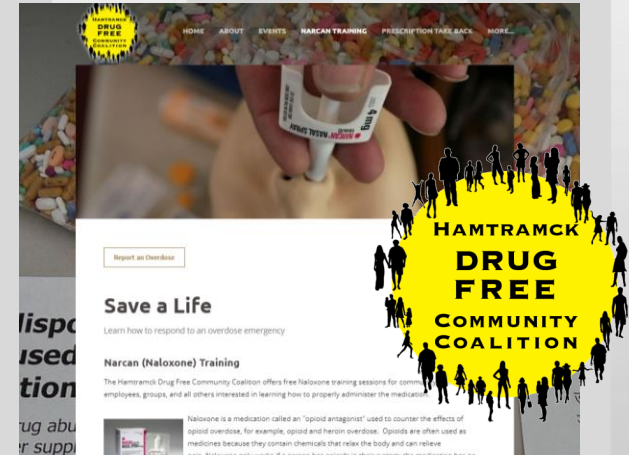 HAMTRAMCK
DRUG
FREE
COMMUNITY
COALITION
HOME ABOUT EVENTS NARCAN TRAINING PRESCRIPTION TAKE BACK MORE...
4 mg
NARCAN
NASAL SPRAY
Report an Overdose
Save a Life
Learn how to respond to an overdose emergency
Narcan (Naloxone) Training
The Hamtramck Drug Free Community Coalition offers free Naloxone training sessions for
employees, groups, and all others interested in learning how to properly administer the medication
Naloxone is a medication called an "opioid antagonist" used to counter the effects of
opioid overdose, for example, opioid and heroin overdose. Opioids are often used as
medicines because they contain chemicals that relax the body and can relieve
HAMTRAMCK
DRUG
FREE
COMMUNITY
COALITION